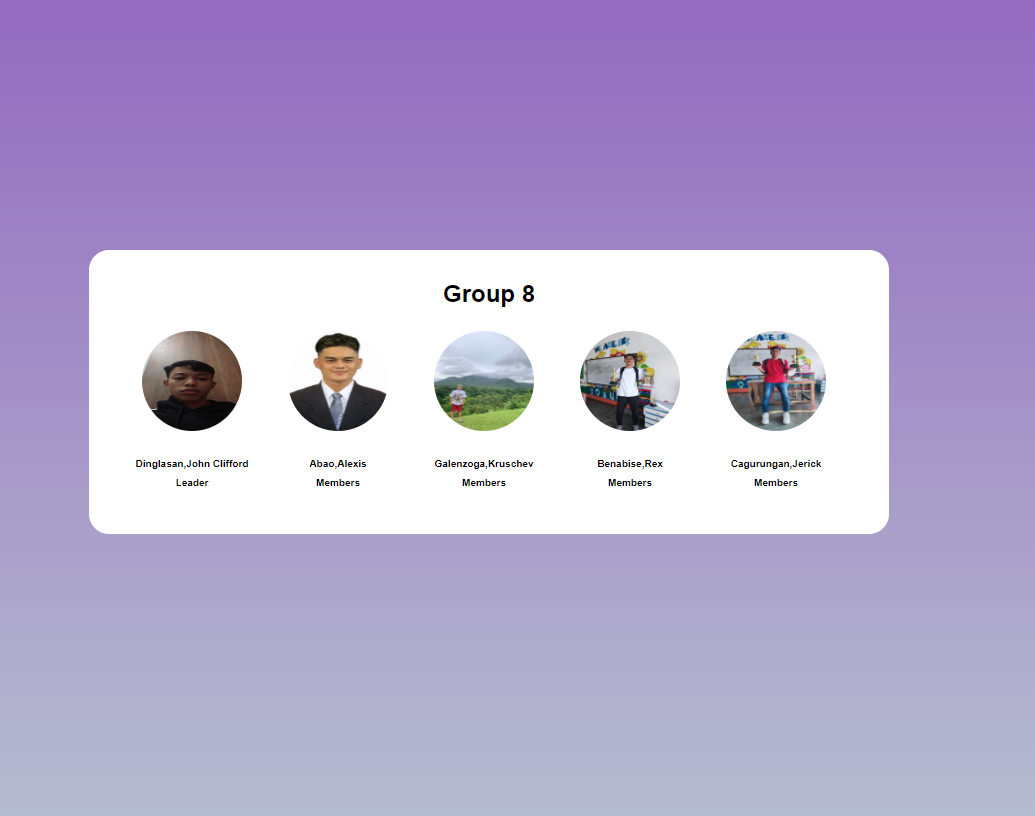 Group 8
Dinglasan,John Clifford
Leader
Abao,Alexis
Members
Galenzoga,Kruschev
Members
Benabise,Rex
Members
Cagurungan,Jerick
Members